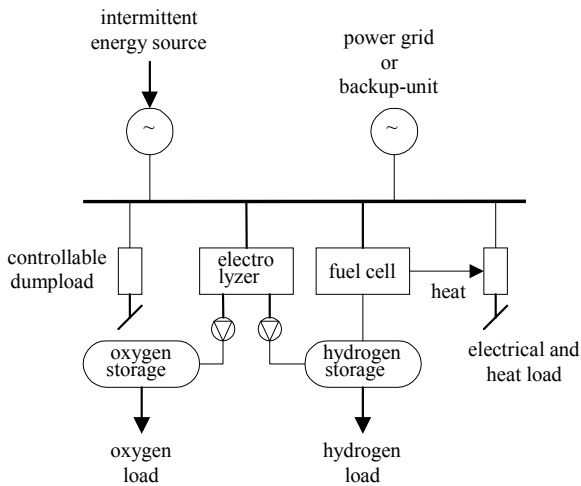 intermittent
energy source
power grid
or
backup-unit
~
~
controllable
dumpload
electro
lyzer
fuel cell
heat
oxygen
storage
hydrogen
storage
electrical and
heat load
oxygen
load
hydrogen
load